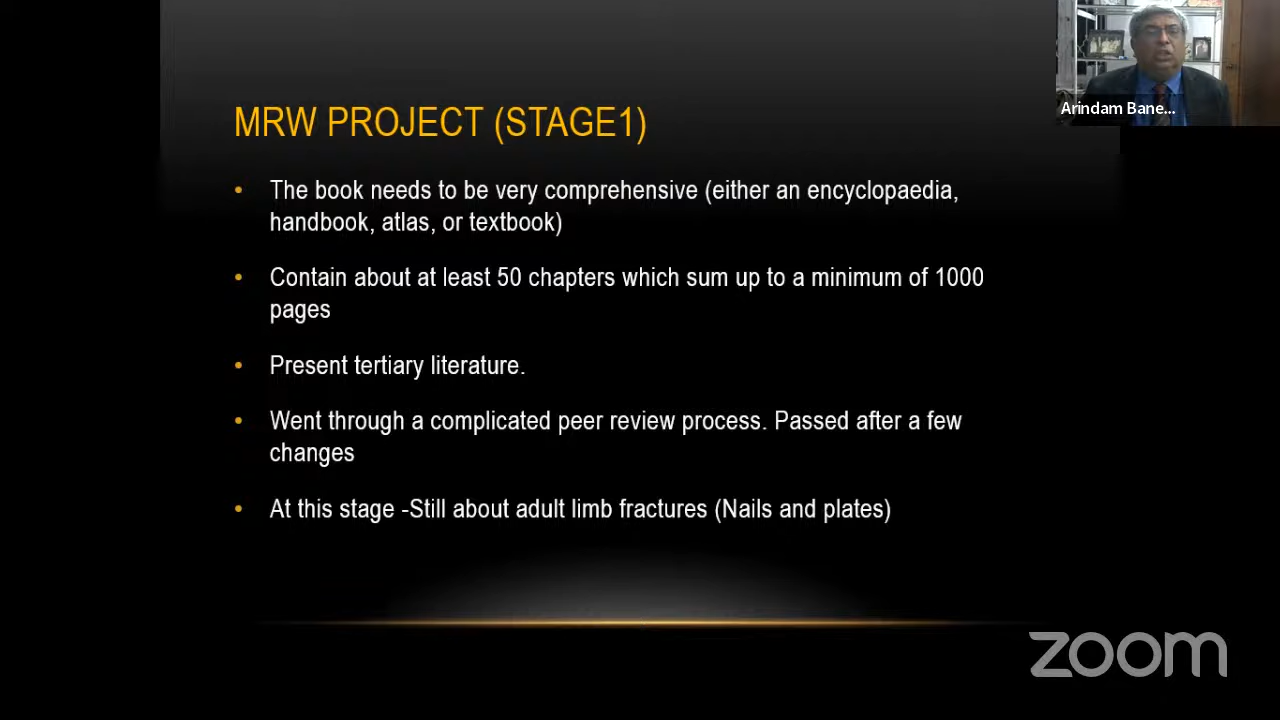 MRW PROJECT (STAGE1)
• The book needs to be very comprehensive (either an encyclopaedia,
handbook, atlas, or textbook)
• Contain about at least 50 chapters which sum up to a minimum of 1000
pages
• Present tertiary literature.
• Went through a complicated peer review process. Passed after a few
changes
• At this stage -Still about adult limb fractures (Nails and plates)
Arindam Bane...
zoom